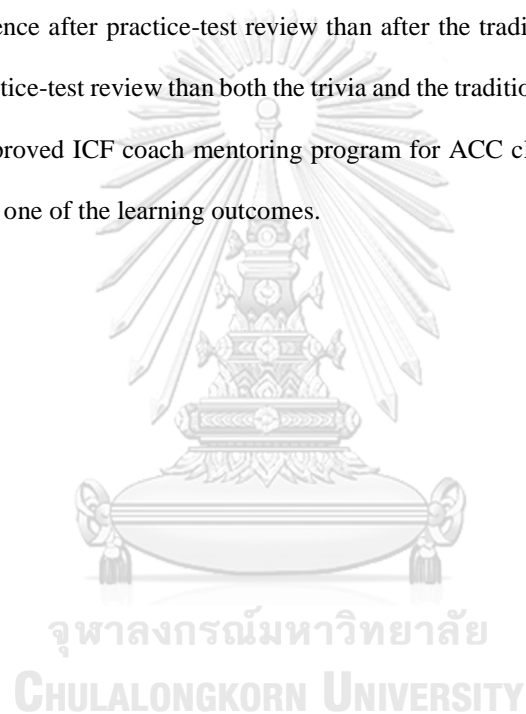 ence after practice-test review than after the tradi
ctice-test review than both the trivia and the traditio
proved ICF coach mentoring program for ACC c
one of the learning outcomes.
จุฬาลงกรณ์มหาวิทยาลัย
CHULALONGKORN UNIVERSITY